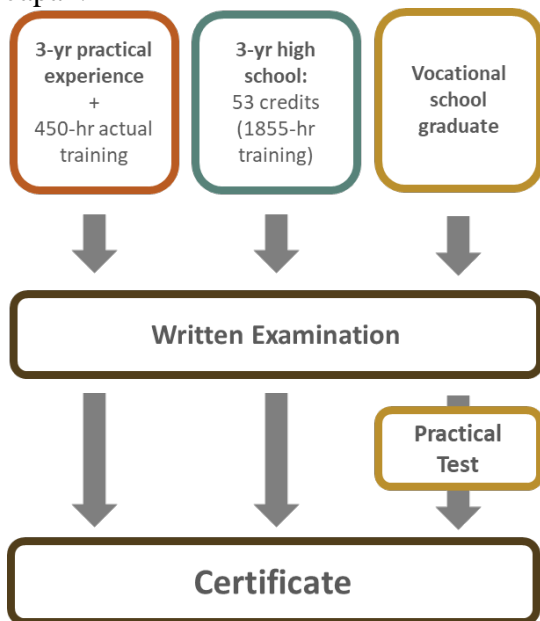 3-yr practical
experience
+
450-hr actual
training
3-yr high
school:
53 credits
(1855-hr
training)
Vocational
school
graduate
Written Examination
Practical
Test
Certificate